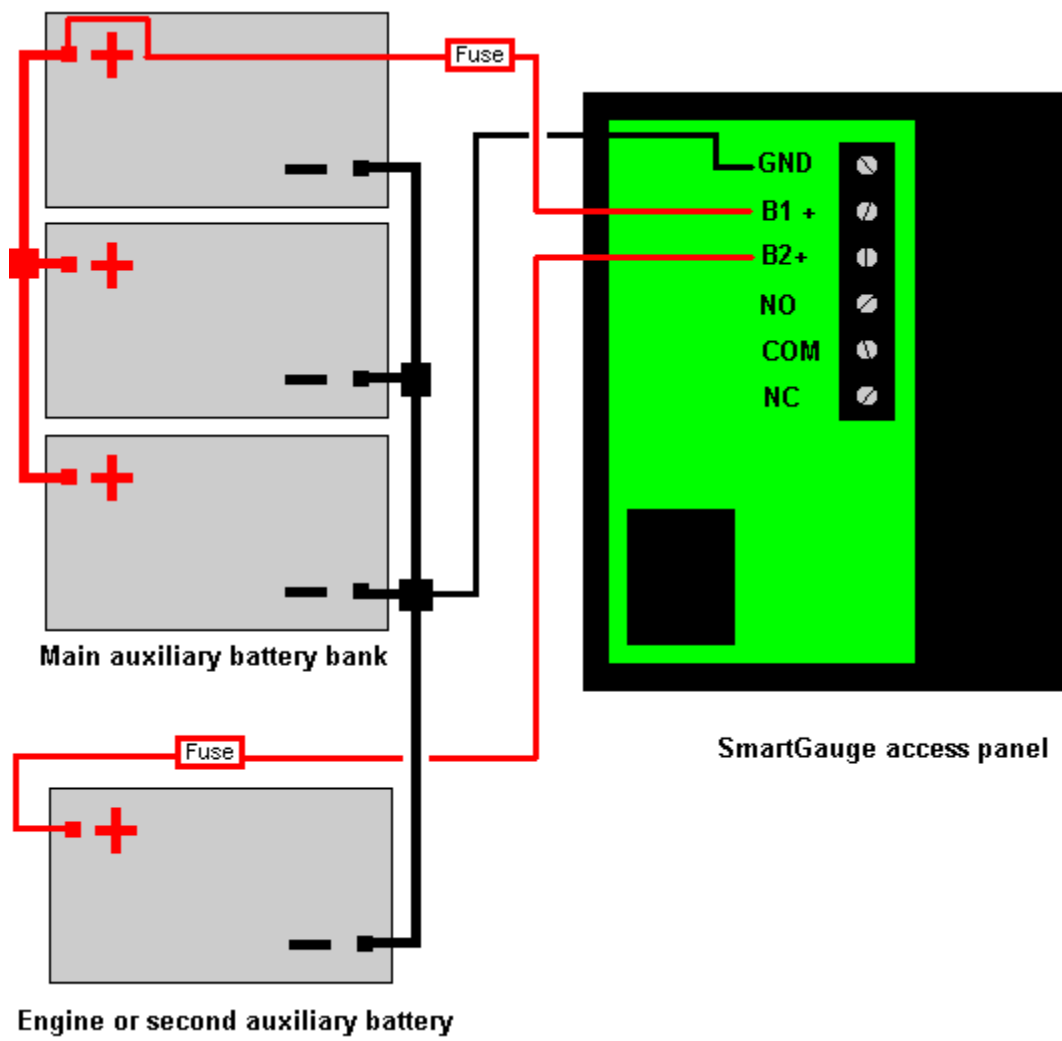 Fuse
GND
B1 +
B2+
NO
COM
NC
Main auxiliary battery bank
Fuse
SmartGauge access panel
Engine or second auxiliary battery